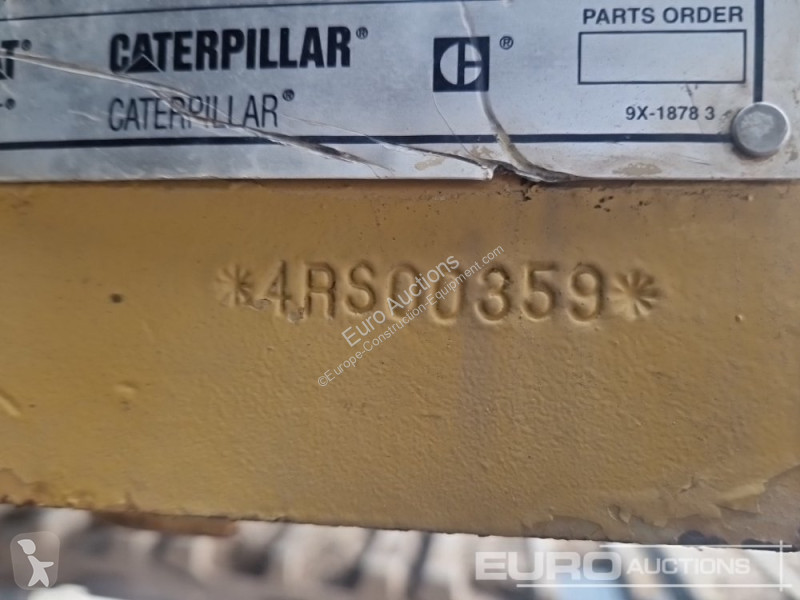 PARTS ORDER
CATERPILLAR®
®
CATERPILLAR®
9X-1878 3
*4RS00359*
Euro Auctions
©Europe-Construction-Equipment.com
EURO AUCTIONS